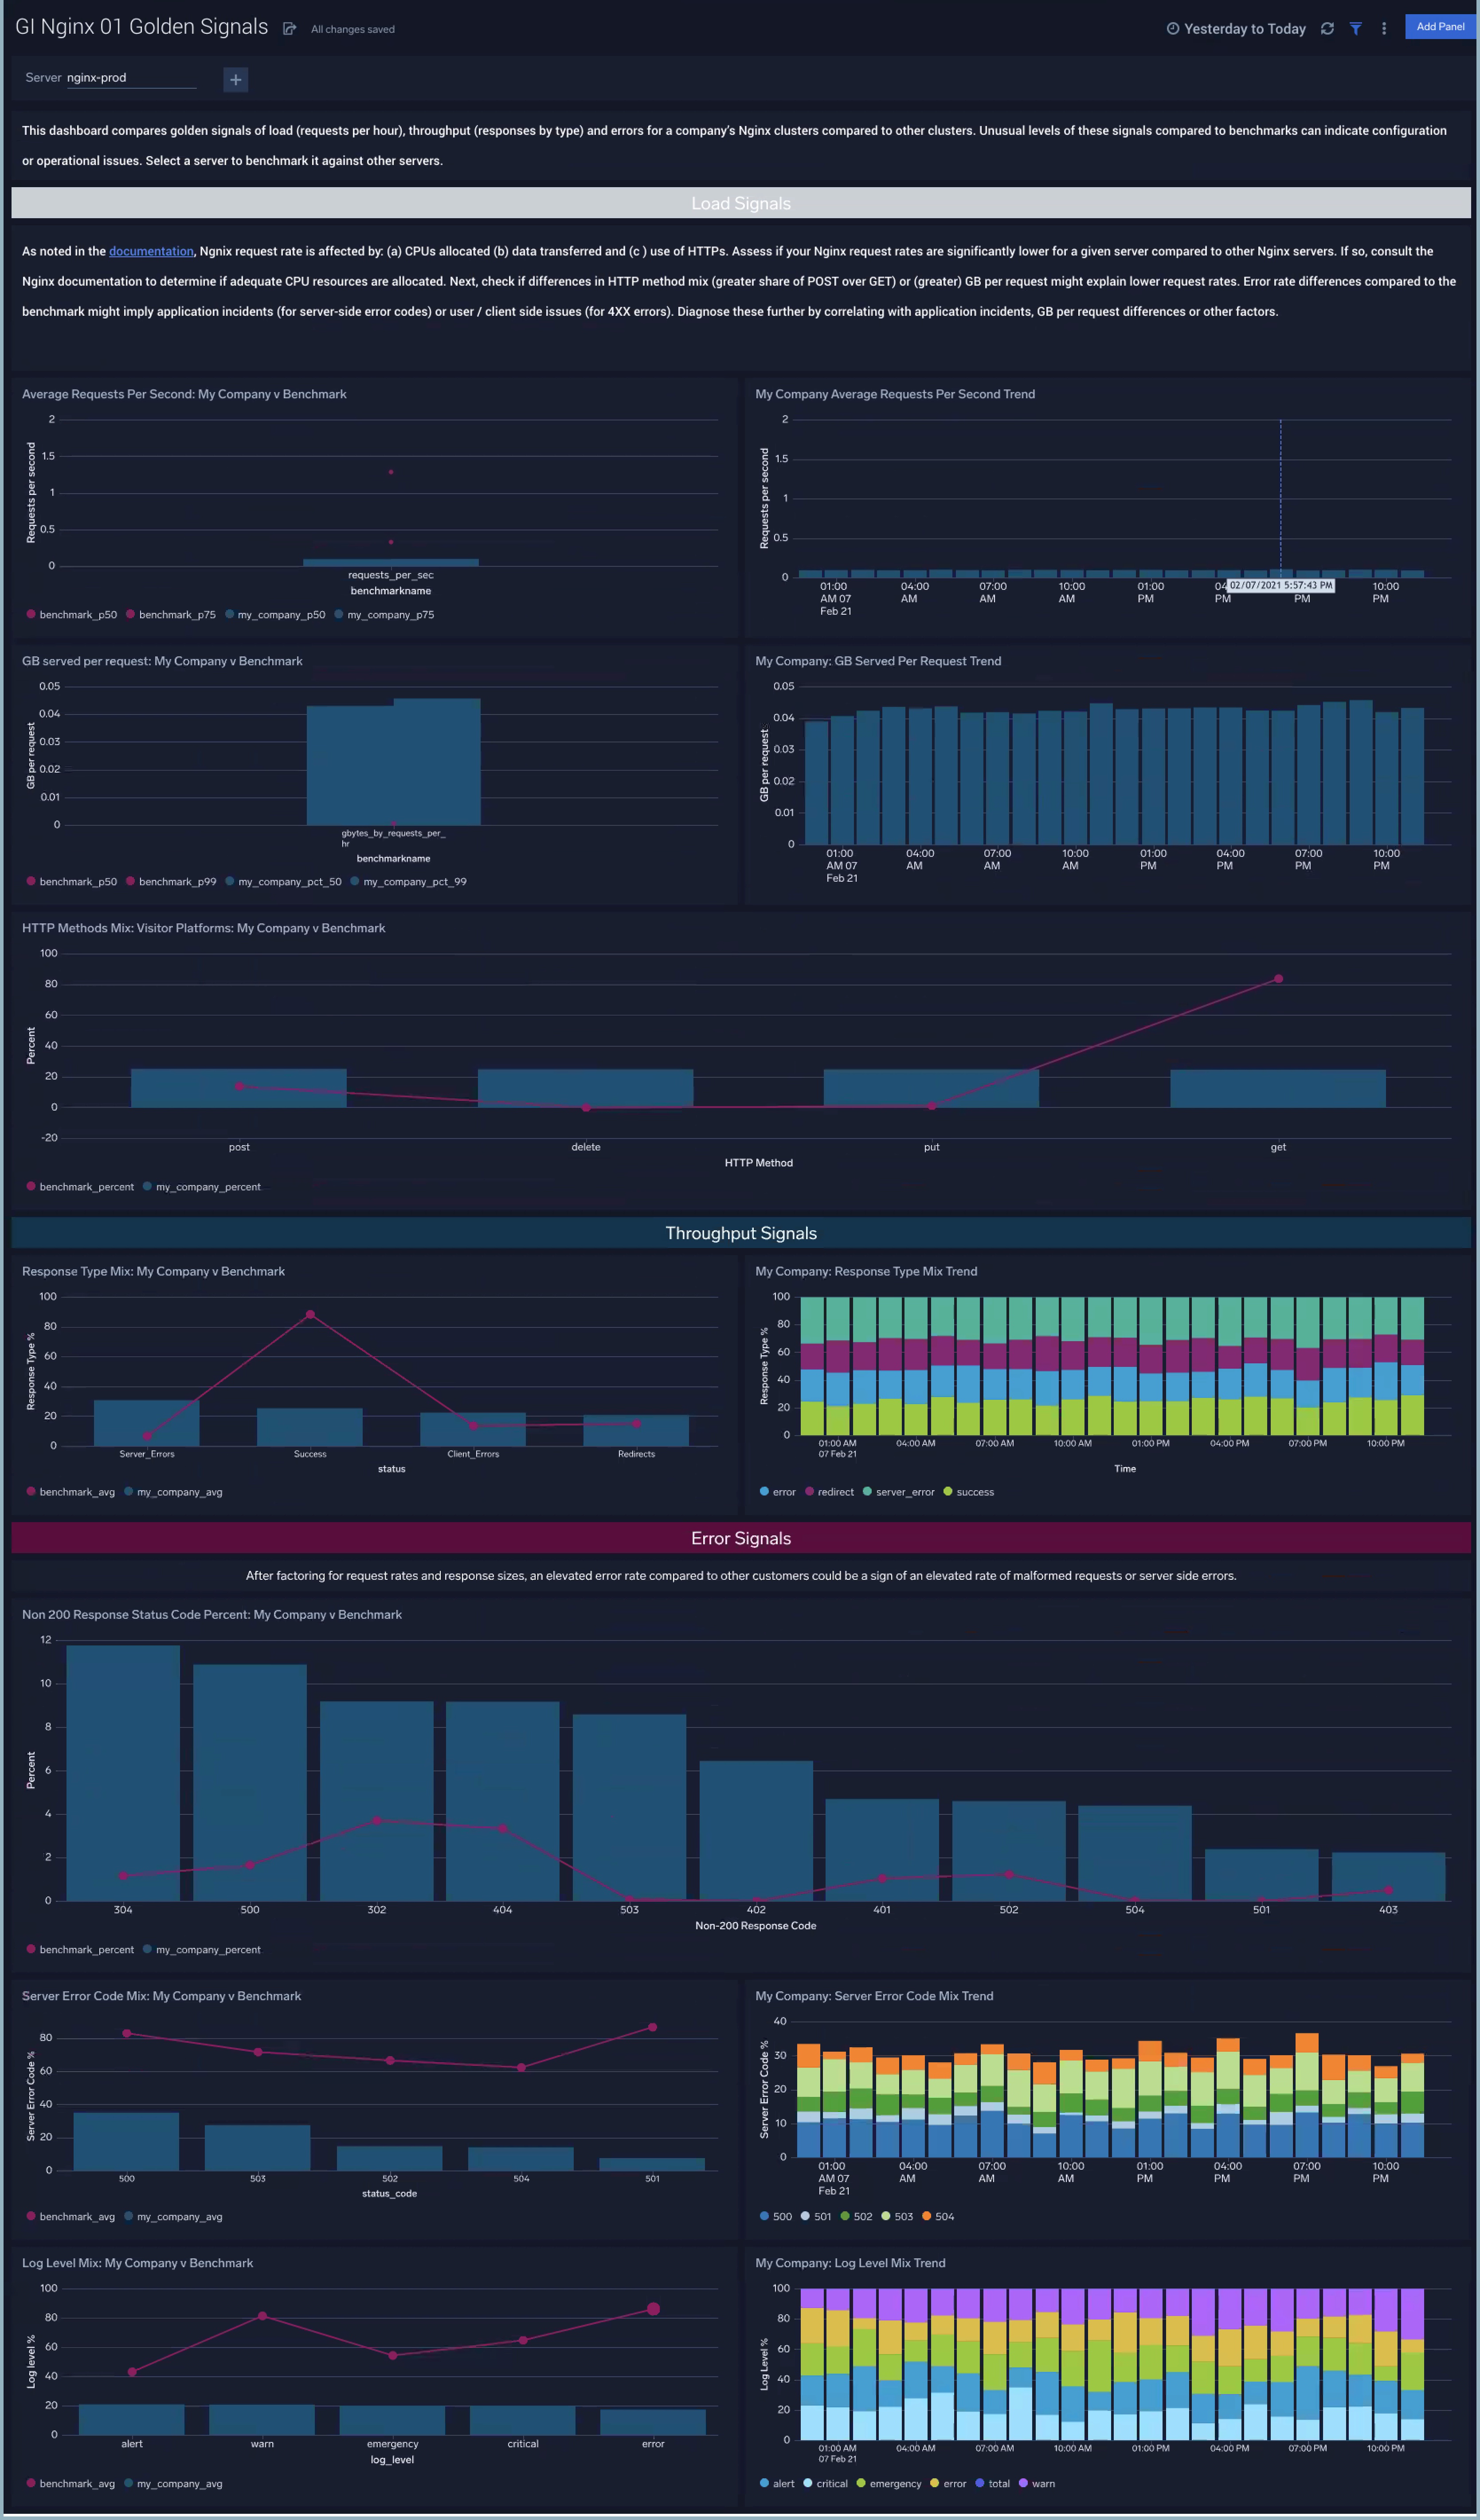 GI Nginx 01 Golden Signals
All changes saved
Yesterday to Today
Add Panel
Server nginx-prod
+
This dashboard compares golden signals of load (requests per hour), throughput (responses by type) and errors for a company's Nginx clusters compared to other clusters. Unusual levels of these signals compared to benchmarks can indicate configuration
or operational issues. Select a server to benchmark it against other servers.
Load Signals
As noted in the documentation, Ngnix request rate is affected by: (a) CPUs allocated (b) data transferred and (c ) use of HTTPs. Assess if your Nginx request rates are significantly lower for a given server compared to other Nginx servers. If so, consult the
Nginx documentation to determine if adequate CPU resources are allocated. Next, check if differences in HTTP method mix (greater share of POST over GET) or (greater) GB per request might explain lower request rates. Error rate differences compared to the
benchmark might imply application incidents (for server-side error codes) or user / client side issues (for 4XX errors). Diagnose these further by correlating with application incidents, GB per request differences or other factors.
Average Requests Per Second: My Company v Benchmark
Requests per second
2
1.5
1
0.5
0
requests_per_sec
benchmarkname
benchmark_p50 benchmark_p75 my_company_p50 my_company_p75
My Company Average Requests Per Second Trend
Requests per second
2
1.5
1
0.5
0
01:00 04:00 07:00 10:00 01:00 04 02/07/2021 5:57:43 PM 10:00
AM 07 AM AM AM PM PM PM PM
Feb 21
GB served per request: My Company v Benchmark
GB per request
0.05
0.04
0.03
0.02
0.01
0
gbytes_by_requests_per_
hr
benchmarkname
benchmark_p50 benchmark_p99 my_company_pct_50 my_company_pct_99
My Company: GB Served Per Request Trend
GB per request
0.05
0.04
0.03
0.02
0.01
0
01:00 04:00 07:00 10:00 01:00 04:00 07:00 10:00
AM 07 AM AM AM PM PM PM PM
Feb 21
HTTP Methods Mix: Visitor Platforms: My Company v Benchmark
Percent
100
80
60
40
20
0
-20
post delete put get
HTTP Method
benchmark_percent my_company_percent
Throughput Signals
Response Type Mix: My Company v Benchmark
Response Type %
100
80
60
40
20
0
Server_Errors Success Client_Errors Redirects
status
benchmark_avg my_company_avg
My Company: Response Type Mix Trend
Response Type %
100
80
60
40
20
0
01:00 AM 04:00 AM 07:00 AM 10:00 AM 01:00 PM 04:00 PM 07:00 PM 10:00 PM
07 Feb 21
Time
error redirect server_error success
Error Signals
After factoring for request rates and response sizes, an elevated error rate compared to other customers could be a sign of an elevated rate of malformed requests or server side errors.
Non 200 Response Status Code Percent: My Company v Benchmark
Percent
12
10
8
6
4
2
0
304 500 302 404 503 402 401 502 504 501 403
Non-200 Response Code
benchmark_percent my_company_percent
Server Error Code Mix: My Company v Benchmark
Server Error Code %
80
60
40
20
0
500 503 502 504 501
status_code
benchmark_avg my_company_avg
My Company: Server Error Code Mix Trend
Server Error Code %
40
30
20
10
0
01:00 04:00 07:00 10:00 01:00 04:00 07:00 10:00
AM 07 AM AM AM PM PM PM PM
Feb 21
500 501 502 503 504
Log Level Mix: My Company v Benchmark
Log level %
100
80
60
40
20
0
alert warn emergency critical error
log_level
benchmark_avg my_company_avg
My Company: Log Level Mix Trend
Log Level %
100
80
60
40
20
0
01:00 AM 04:00 AM 07:00 AM 10:00 AM 01:00 PM 04:00 PM 07:00 PM 10:00 PM
07 Feb 21
alert critical emergency error total warn